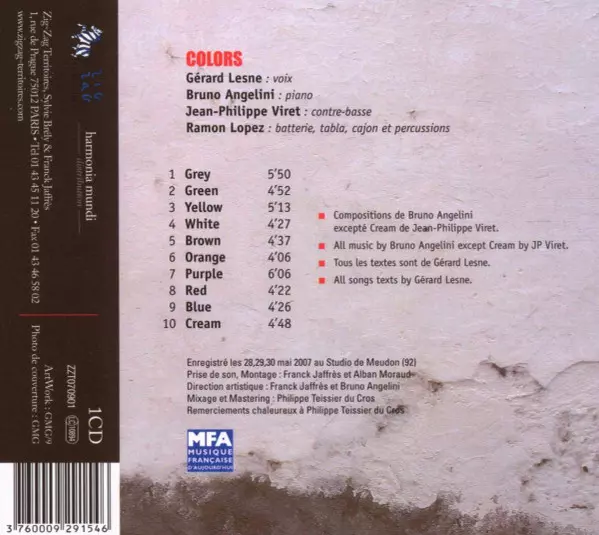 COLORS
Gérard Lesne : voix
Bruno Angelini : piano
Jean-Philippe Viret : contre-basse
Ramon Lopez : batterie, tabla, cajon et percussions
1 Grey 5'50
2 Green 4'52
3 Yellow 5'13
4 White 4'27
5 Brown 4'37
6 Orange 4'06
7 Purple 6'06
8 Red 4'22
9 Blue 4'26
10 Cream 4'48
Compositions de Bruno Angelini
excepté Cream de Jean-Philippe Viret.
All music by Bruno Angelini except Cream by JP Viret.
Tous les textes sont de Gérard Lesne.
All songs texts by Gérard Lesne.
Enregistré les 28,29,30 mai 2007 au Studio de Meudon (92)
Prise de son, Montage : Franck Jaffrès et Alban Moraud
Direction artistique : Franck Jaffrès et Bruno Angelini
Mixage et Mastering : Philippe Teissier du Cros
Remerciements chaleureux à Philippe Teissier du Cros
MFA
MUSIQUE
FRANÇAISE
D'AUJOURD'HUI
zig
zag
harmonia mundi
distribution
Zig-Zag Territoires, Sylvie Brély & Franck Jaffrès
1, rue de Prague 75012 PARIS • Tel 01 43 45 11 20 • Fax 01 43 46 58 02
www.zigzag-territoires.com
1CD
ZZT070901
LC10894
ArtWork : GMG/9
Photo de couverture : GMG
3 760009 291546